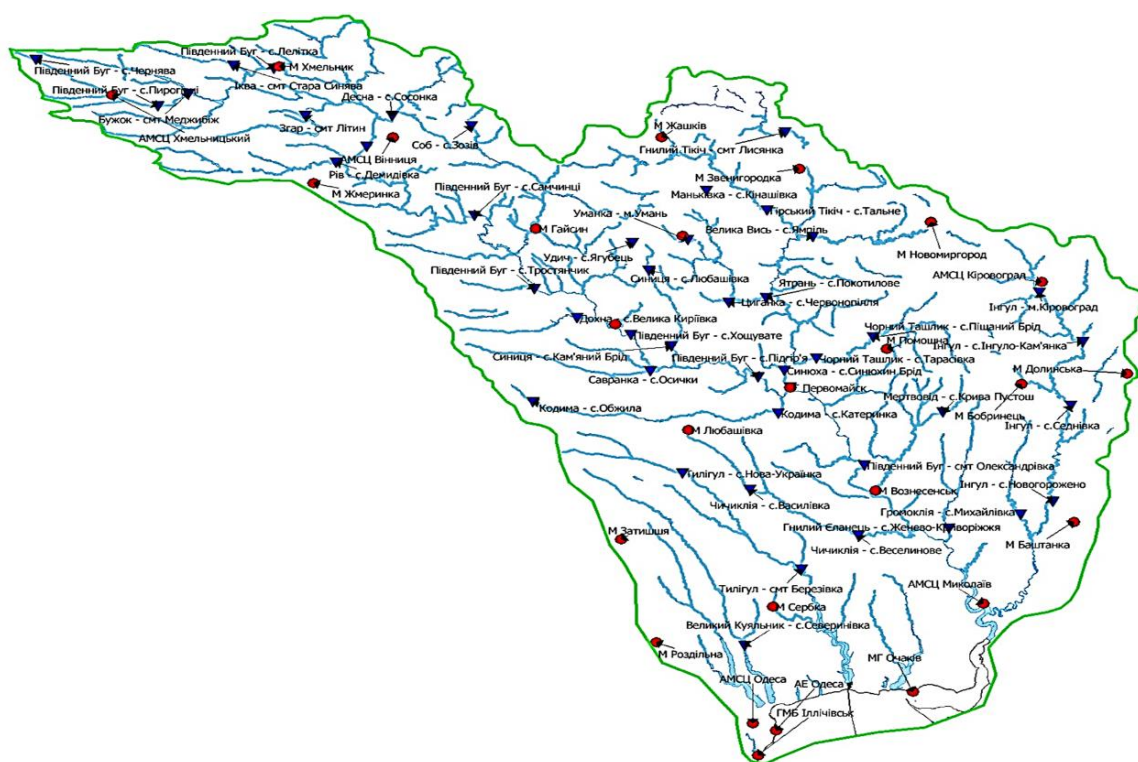 Південний Буг - с.Лелітка
М Хмельник
Південний Буг - с.Чернява
Іква - смт Стара Синява
Південний Буг - с.Пирогівці
Десна - с.Сосонка
Бужок - смт Меджибіж
Згар - смт Літин
АМСЦ Хмельницький
Соб - с.Зозів
АМСЦ Вінниця
Рів - с.Демидівка
М Жмеринка
Південний Буг - с.Самчинці
М Жашків
Гнилий Тікіч - смт Лисянка
М Звенигородка
Маньківка - с.Кінашівка
Гірський Тікіч - с.Тальне
Уманка - м.Умань
М Гайсин
Велика Вись - с.Ямпіль
М Новомиргород
Удич - с.Ягубець
Південний Буг - с.Тростянчик
Синиця - с.Любашівка
Ятрань - с.Покотилове
АМСЦ Кіровоград
Циганка - с.Червонопілля
Інгул - м.Кіровоград
Дохна - с.Велика Киріївка
Чорний Ташлик - с.Піщаний Брід
Південний Буг - с.Хощувате
М Помошна
Інгул - с.Інгуло-Кам'янка
Синиця - с.Кам'яний Брід
Південний Буг - с.Підгір'я
Чорний Ташлик - с.Тарасівка
Синюха - с.Синюхин Брід
М Долинська
Савранка - с.Осички
Первомайск
Мертвовід - с.Крива Пустош
Кодима - с.Обжила
Кодима - с.Катеринка
М Бобринець
Інгул - с.Седнівка
М Любашівка
Тилігул - с.Нова-Українка
Південний Буг - смт Олександрівка
Інгул - с.Новогорожено
М Вознесенськ
Чичиклія - с.Василівка
Громоклія - с.Михайлівка
Гнилий Єланець - с.Женево-Криворіжжя
М Затишшя
Чичиклія - с.Веселинове
М Баштанка
Тилігул - смт Березівка
АМСЦ Миколаїв
М Сербка
Великий Куяльник - с.Северинівка
М Роздільна
МГ Очаків
АМСЦ Одеса
АЕ Одеса
ГМБ Іллічівськ